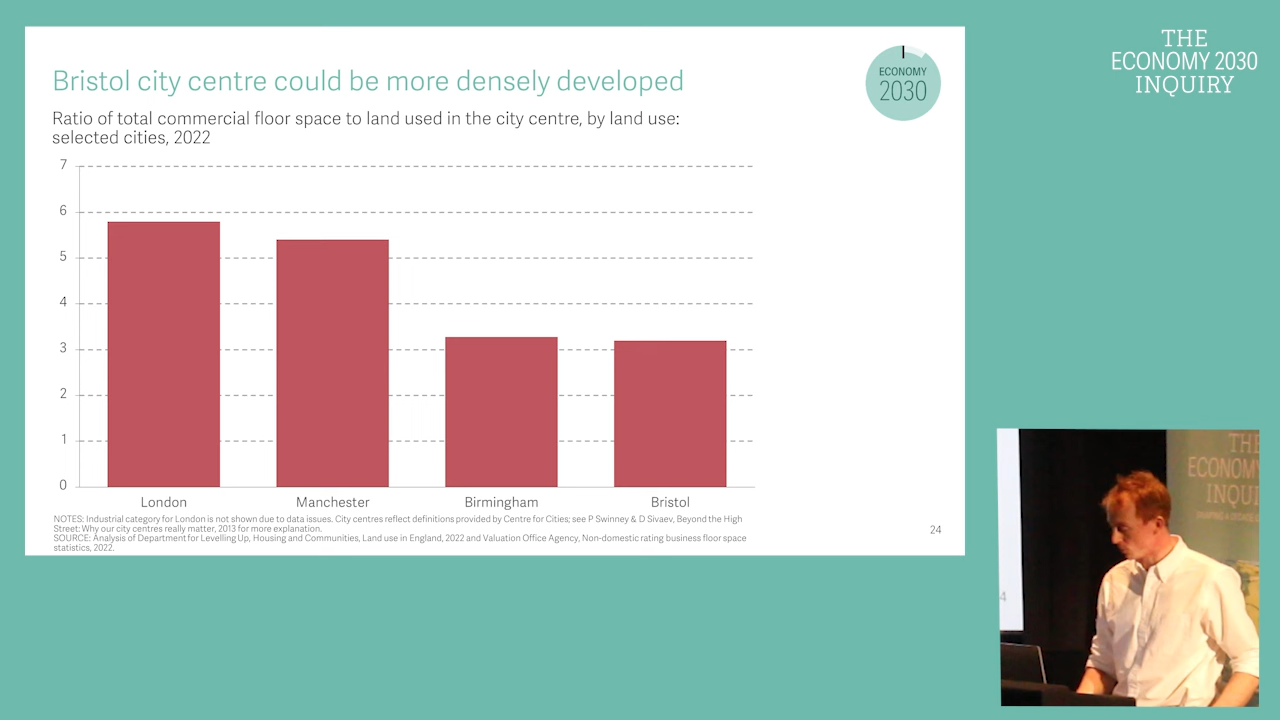 Bristol city centre could be more densely developed
ECONOMY
2030
Ratio of total commercial floor space to land used in the city centre, by land use:
selected cities, 2022
7
6
5
4
3
2
1
0
London
Manchester
Birmingham
Bristol
NOTES: Industrial category for London is not shown due to data issues. City centres reflect definitions provided by Centre for Cities; see P Swinney & D Sivaev, Beyond the High
Street: Why our city centres really matter, 2013 for more explanation.
SOURCE: Analysis of Department for Levelling Up, Housing and Communities, Land use in England, 2022 and Valuation Office Agency, Non-domestic rating business floor space
statistics, 2022.
24
THE
ECONOMY 2030
INQUIRY
TH
ECONOM
INQUI
4